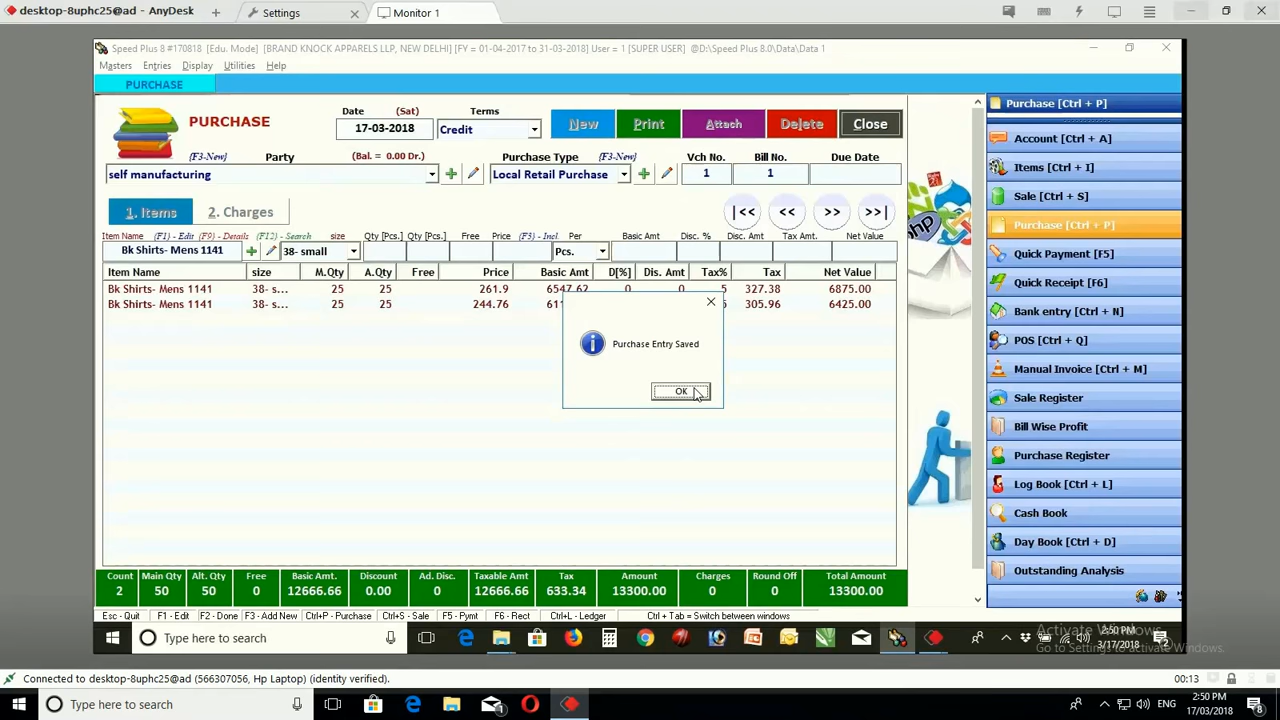 desktop-8uphc25@ad - AnyDesk
Settings
Monitor 1
Speed Plus 8 #170818 [Edu. Mode] [BRAND KNOCK APPARELS LLP, NEW DELHI] [FY = 01-04-2017 to 31-03-2018] User = 1 [SUPER USER] @D:\Speed Plus 8.0\Data\Data 1
Masters Entries Display Utilities Help
PURCHASE
PURCHASE
Date (Sat) Terms
17-03-2018 Credit
New Print Attach Delete Close
{F3-New} Party (Bal. = 0.00 Dr.) Purchase Type {F3-New} Vch No. Bill No. Due Date
self manufacturing Local Retail Purchase 1 1
1. Items 2. Charges |<< << >> >>|
Item Name {F1} - Edit {F9} - Details {F12} - Search size Qty [Pcs.] Qty [Pcs.] Free Price {F5} - Incl. Per Basic Amt Disc. % Disc. Amt Tax Amt. Net Value
Bk Shirts- Mens 1141 38- small Pcs.
Item Name size M.Qty A.Qty Free Price Basic Amt D[%] Dis. Amt Tax% Tax Net Value
Bk Shirts- Mens 1141 38- s... 25 25 261.9 6547.62 0 0 5 327.38 6875.00
Bk Shirts- Mens 1141 38- s... 25 25 244.76 305.96 6425.00
Purchase Entry Saved
OK
Count Main Qty Alt. Qty Free Basic Amt. Discount Ad. Disc. Taxable Amt Tax Amount Charges Round Off Total Amount
2 50 50 0 12666.66 0.00 0 12666.66 633.34 13300.00 0 0 13300.00
Esc - Quit F1 - Edit F2 - Done F3 - Add New Ctrl+P - Purchase Ctrl+S - Sale F5 - Pymt F6 - Rect Ctrl+L - Ledger Ctrl + Tab = Switch between windows
Purchase [Ctrl + P]
Account [Ctrl + A]
Items [Ctrl + I]
Sale [Ctrl + S]
Purchase [Ctrl + P]
Quick Payment [F5]
Quick Receipt [F6]
Bank entry [Ctrl + N]
POS [Ctrl + Q]
Manual Invoice [Ctrl + M]
Sale Register
Bill Wise Profit
Purchase Register
Log Book [Ctrl + L]
Cash Book
Day Book [Ctrl + D]
Outstanding Analysis
Type here to search
2:50 PM
3/17/2018
Activate Windows
Go to Settings to activate Windows.
Connected to desktop-8uphc25@ad (566307056, Hp Laptop) (identity verified). 00:13
Type here to search
ENG
2:50 PM
17/03/2018